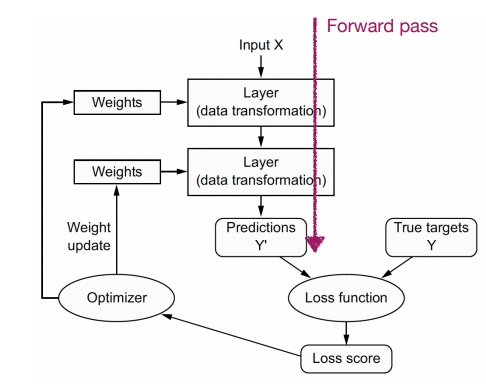 Forward pass
Input X
Layer
(data transformation)
Weights
Layer
(data transformation)
Weights
Weight
update
Predictions
Y'
True targets
Y
Optimizer
Loss function
Loss score